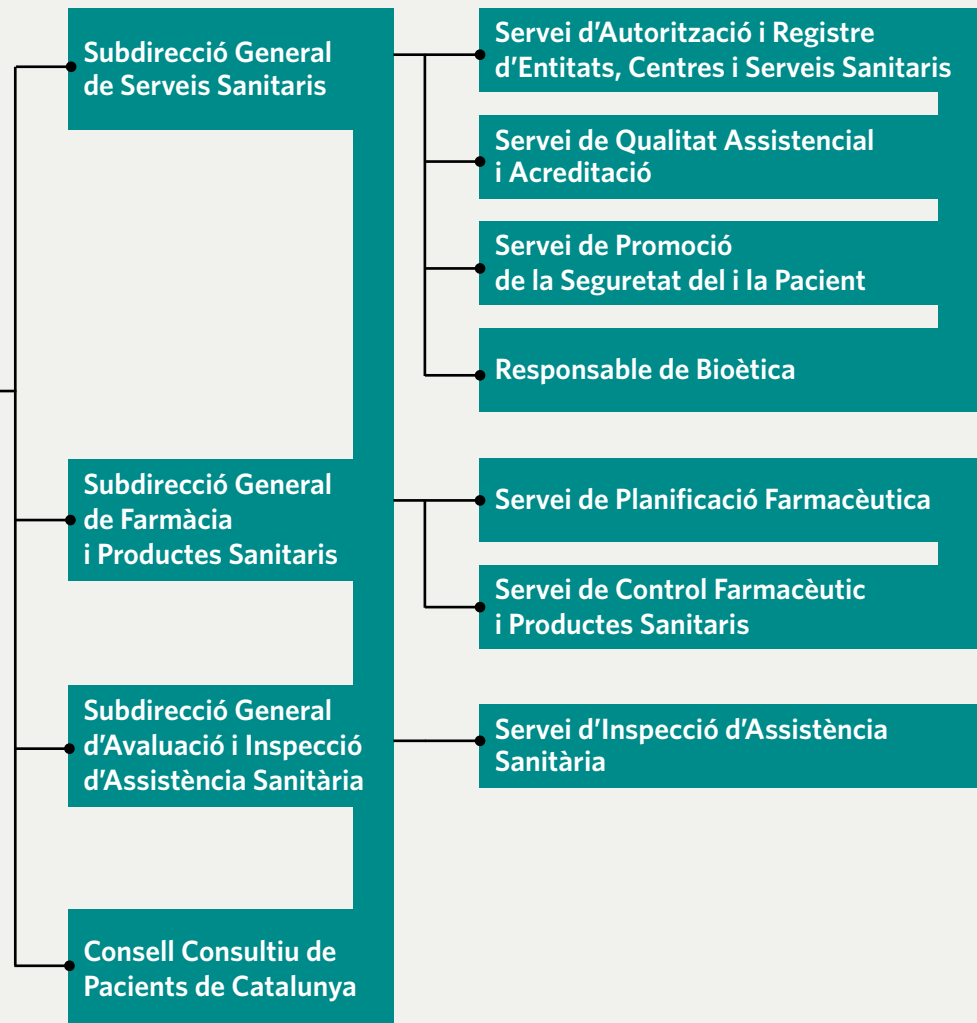 Subdirecció General
de Serveis Sanitaris
Servei d'Autorització i Registre
d'Entitats, Centres i Serveis Sanitaris
Servei de Qualitat Assistencial
i Acreditació
Servei de Promoció
de la Seguretat del i la Pacient
Responsable de Bioètica
Subdirecció General
de Farmàcia
i Productes Sanitaris
Servei de Planificació Farmacèutica
Servei de Control Farmacèutic
i Productes Sanitaris
Subdirecció General
d'Avaluació i Inspecció
d'Assistència Sanitària
Servei d'Inspecció d'Assistència
Sanitària
Consell Consultiu de
Pacients de Catalunya